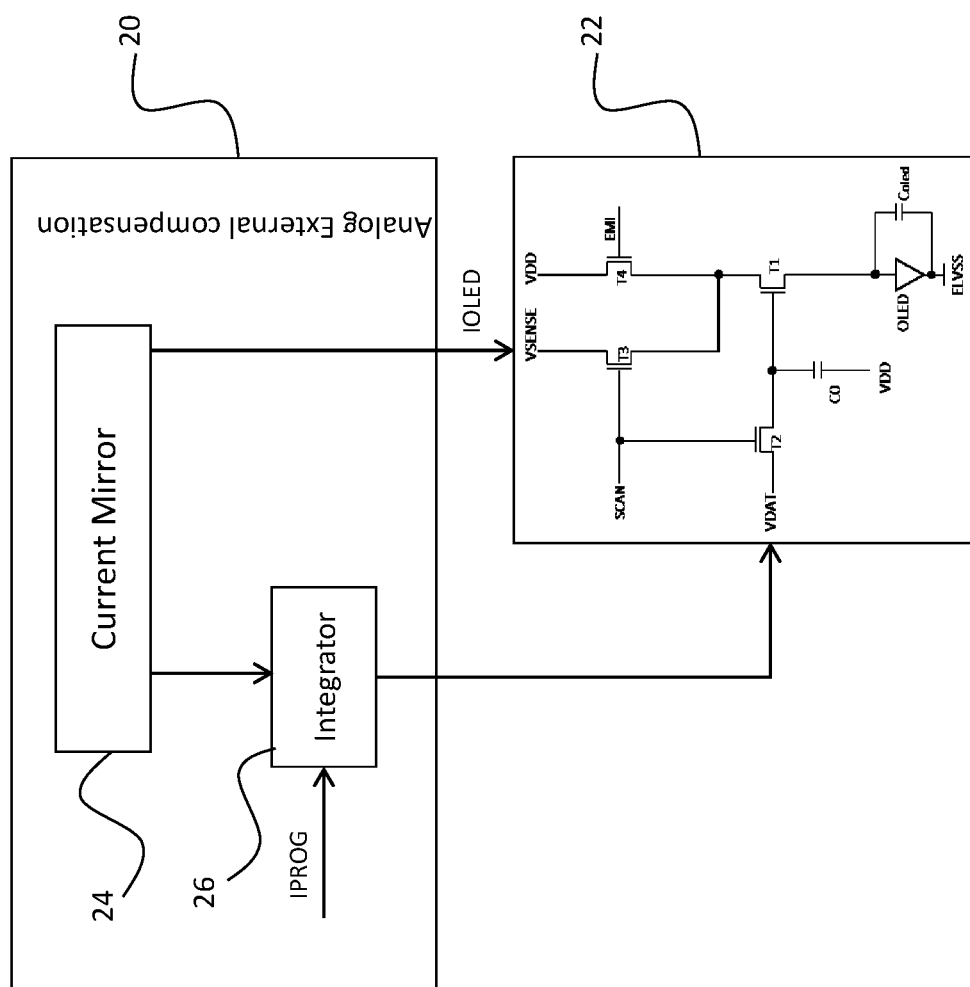 20
Analog External compensation
Current Mirror
24
Integrator
26
IPROG
IOLED
22
VSENSE
VDD
EMI
T3
T4
SCAN
T1
T2
VDAT
C0
VDD
OLED
Coled
ELVSS